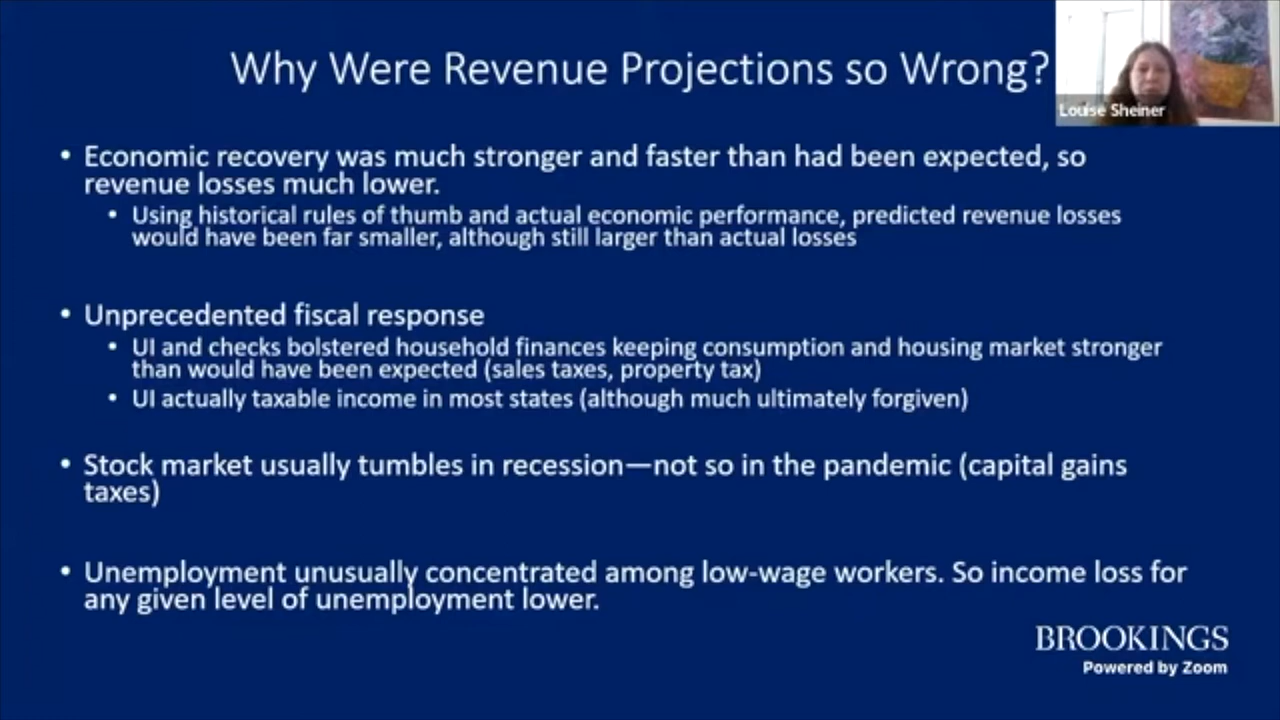 Why Were Revenue Projections so Wrong?
Louise Sheiner
• Economic recovery was much stronger and faster than had been expected, so
revenue losses much lower.
• Using historical rules of thumb and actual economic performance, predicted revenue losses
would have been far smaller, although still larger than actual losses
• Unprecedented fiscal response
• UI and checks bolstered household finances keeping consumption and housing market stronger
than would have been expected (sales taxes, property tax)
• UI actually taxable income in most states (although much ultimately forgiven)
• Stock market usually tumbles in recession—not so in the pandemic (capital gains
taxes)
• Unemployment unusually concentrated among low-wage workers. So income loss for
any given level of unemployment lower.
BROOKINGS
Powered by Zoom